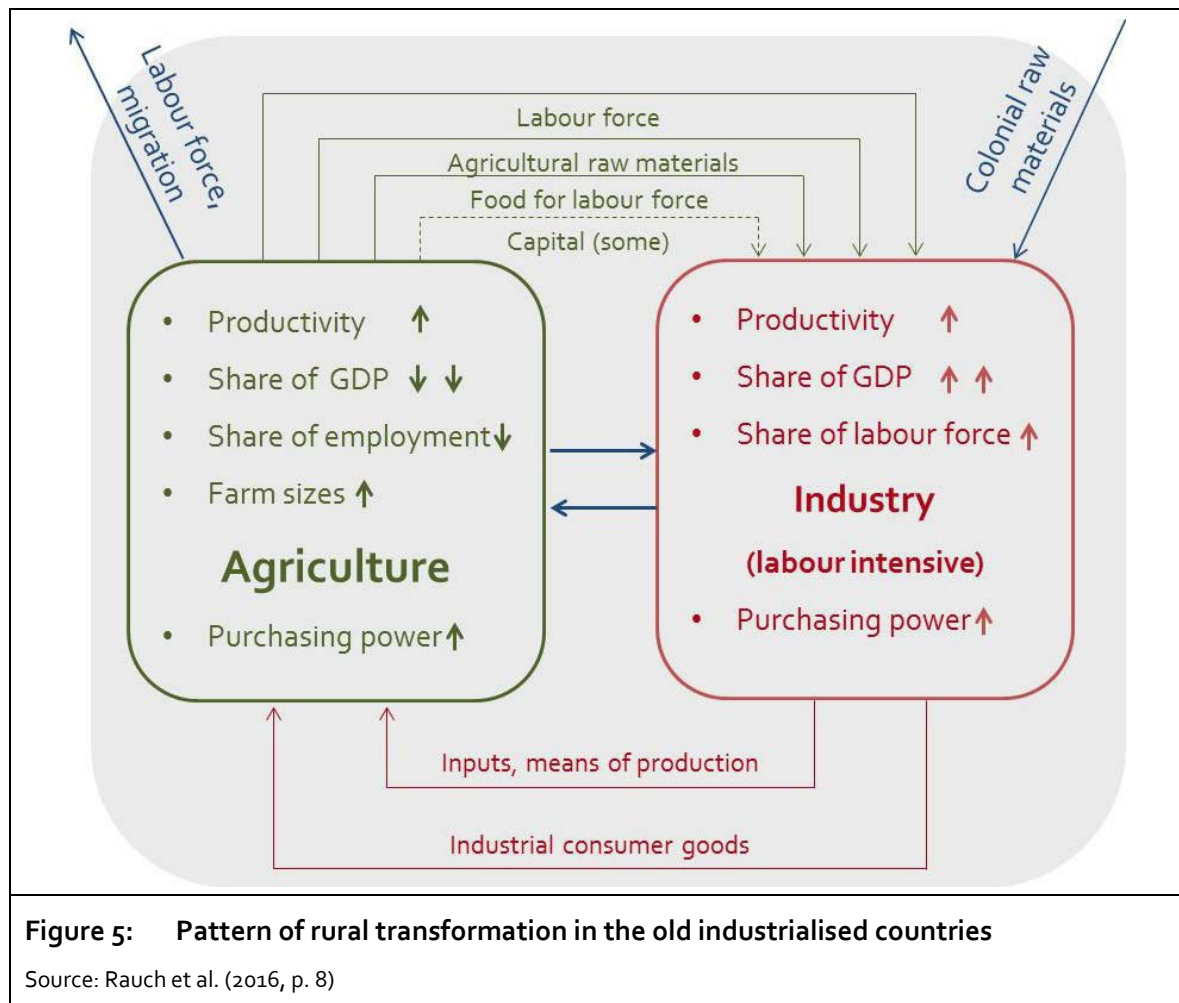 Labour force,
migration
Colonial raw
materials
Labour force
Agricultural raw materials
Food for labour force
Capital (some)
• Productivity ↑
• Share of GDP ↓ ↓
• Share of employment ↓
• Farm sizes ↑
Agriculture
• Purchasing power ↑
• Productivity ↑
• Share of GDP ↑ ↑
• Share of labour force ↑
Industry
(labour intensive)
• Purchasing power ↑
Inputs, means of production
Industrial consumer goods
Figure 5: Pattern of rural transformation in the old industrialised countries
Source: Rauch et al. (2016, p. 8)